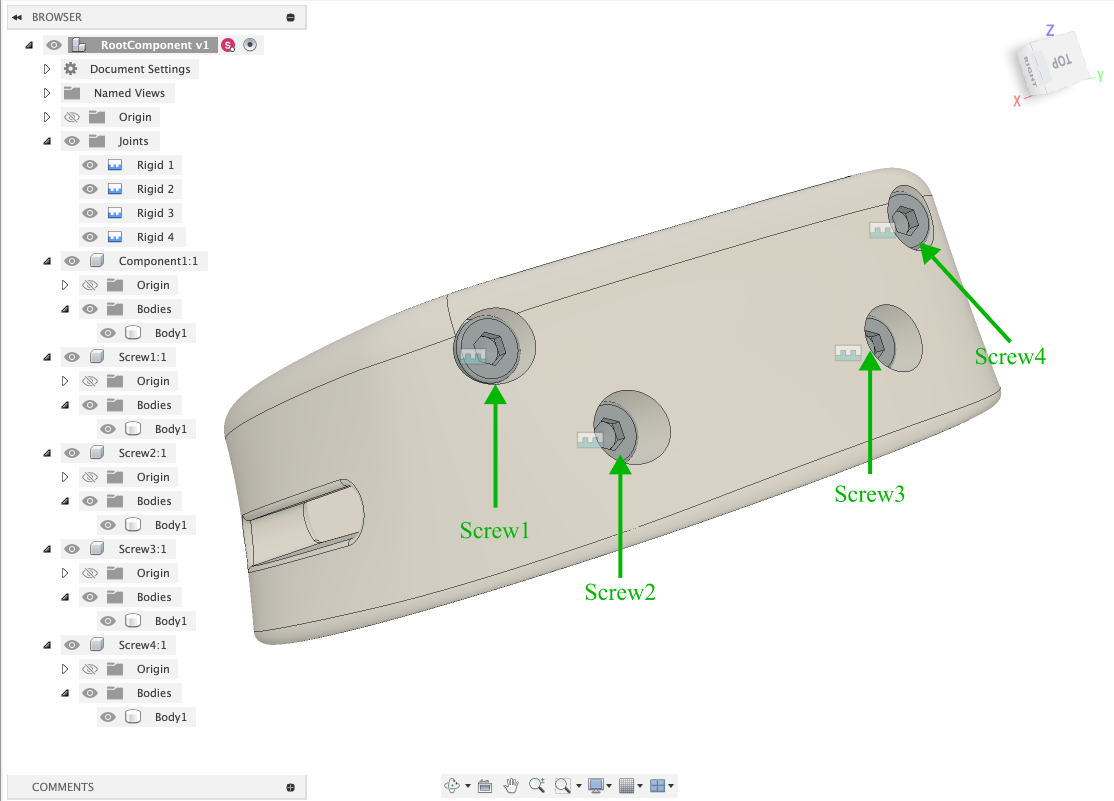 BROWSER
RootComponent v1 S
Document Settings
Named Views
Origin
Joints
Rigid 1
Rigid 2
Rigid 3
Rigid 4
Component1:1
Origin
Bodies
Body1
Screw1:1
Origin
Bodies
Body1
Screw2:1
Origin
Bodies
Body1
Screw3:1
Origin
Bodies
Body1
Screw4:1
Origin
Bodies
Body1
COMMENTS
Z
RIGHT
TOP
Y
X
Screw4
Screw3
Screw1
Screw2